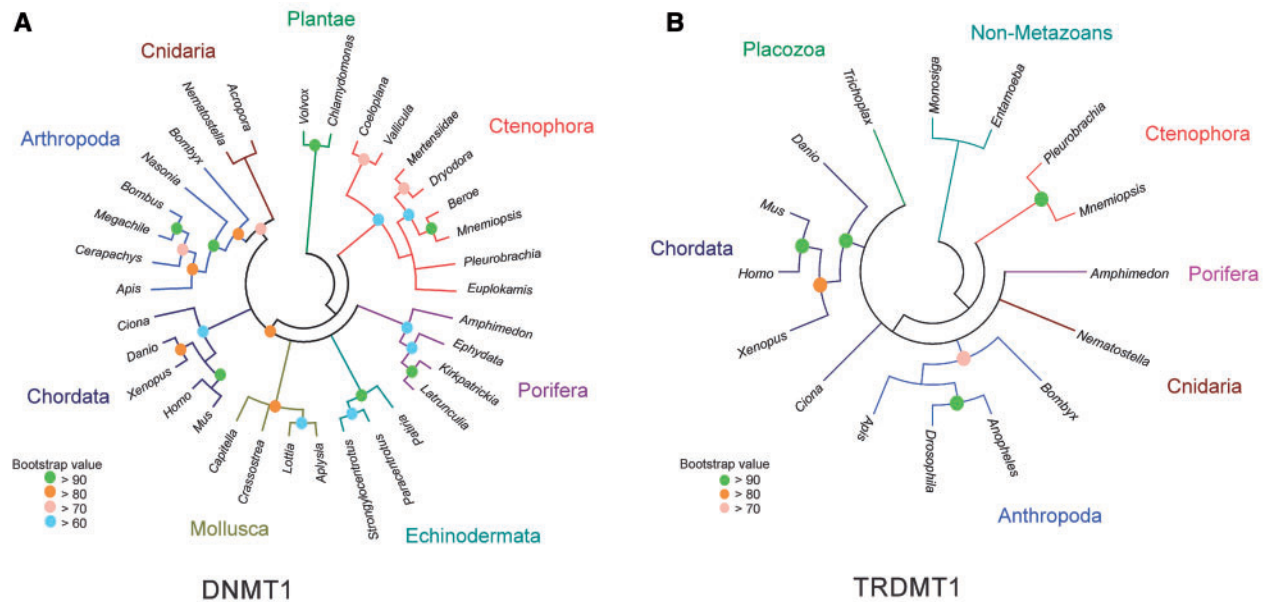 A
Plantae
Cnidaria
Arthropoda
Ctenophora
Volvox
Chlamydomonas
Coeloplana
Vallicula
Mertensiidae
Dryodora
Beroe
Mnemiopsis
Pleurobrachia
Euplokamis
Amphimedon
Ephydata
Kirkpatrickia
Latrunculia
Porifera
Patiria
Paracentrotus
Strongylocentrotus
Echinodermata
Aplysia
Lottia
Crassostrea
Capitella
Mollusca
Mus
Homo
Xenopus
Danio
Ciona
Chordata
Apis
Cerapachys
Megachile
Bombus
Nasonia
Bombyx
Nematostella
Acropora
Bootstrap value
> 90
> 80
> 70
> 60
DNMT1
B
Non-Metazoans
Placozoa
Ctenophora
Trichoplax
Monosiga
Entamoeba
Pleurobrachia
Mnemiopsis
Amphimedon
Porifera
Nematostella
Cnidaria
Bombyx
Anopheles
Drosophila
Apis
Anthropoda
Ciona
Xenopus
Homo
Mus
Danio
Chordata
Bootstrap value
> 90
> 80
> 70
TRDMT1